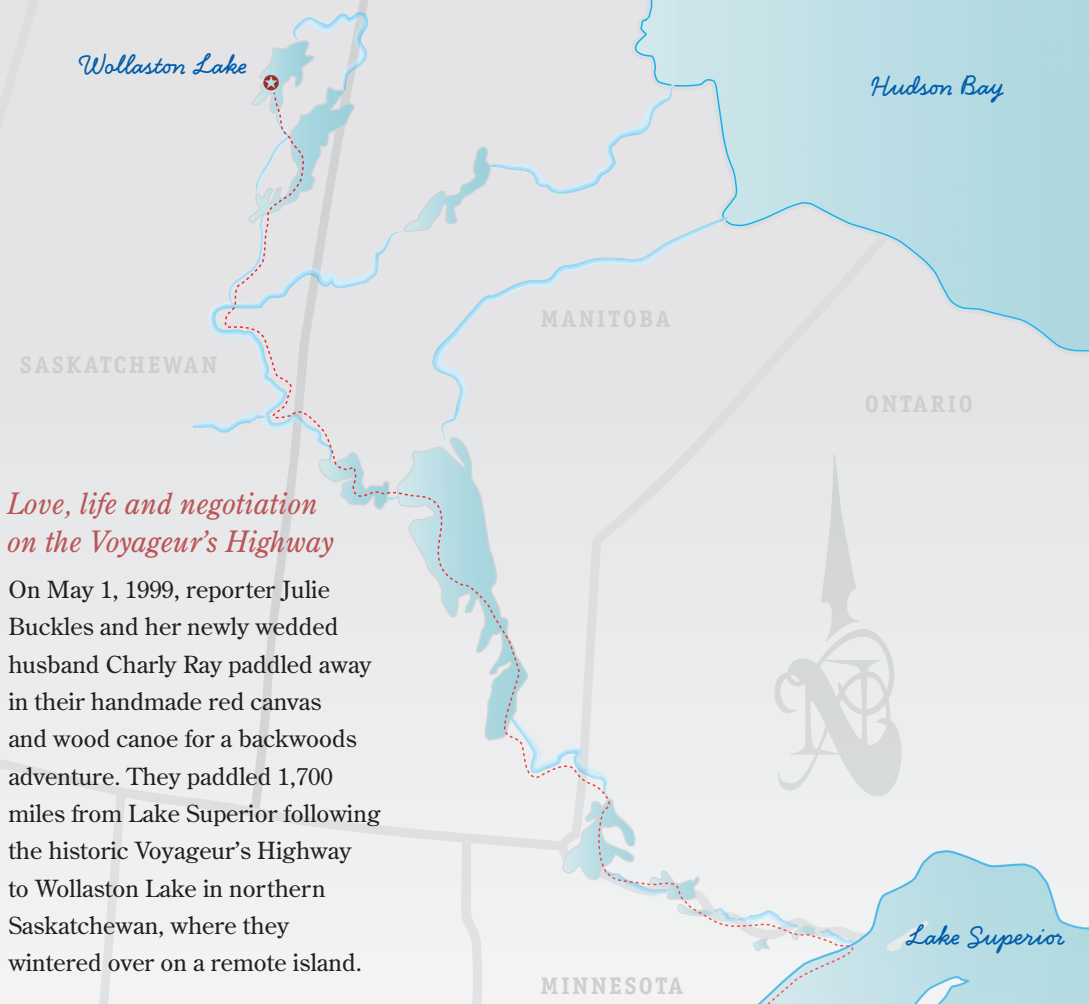 Wollaston Lake
Hudson Bay
MANITOBA
SASKATCHEWAN
ONTARIO
Love, life and negotiation
on the Voyageur’s Highway
On May 1, 1999, reporter Julie
Buckles and her newly wedded
husband Charly Ray paddled away
in their handmade red canvas
and wood canoe for a backwoods
adventure. They paddled 1,700
miles from Lake Superior following
the historic Voyageur’s Highway
to Wollaston Lake in northern
Saskatchewan, where they
wintered over on a remote island.
N
Lake Superior
MINNESOTA